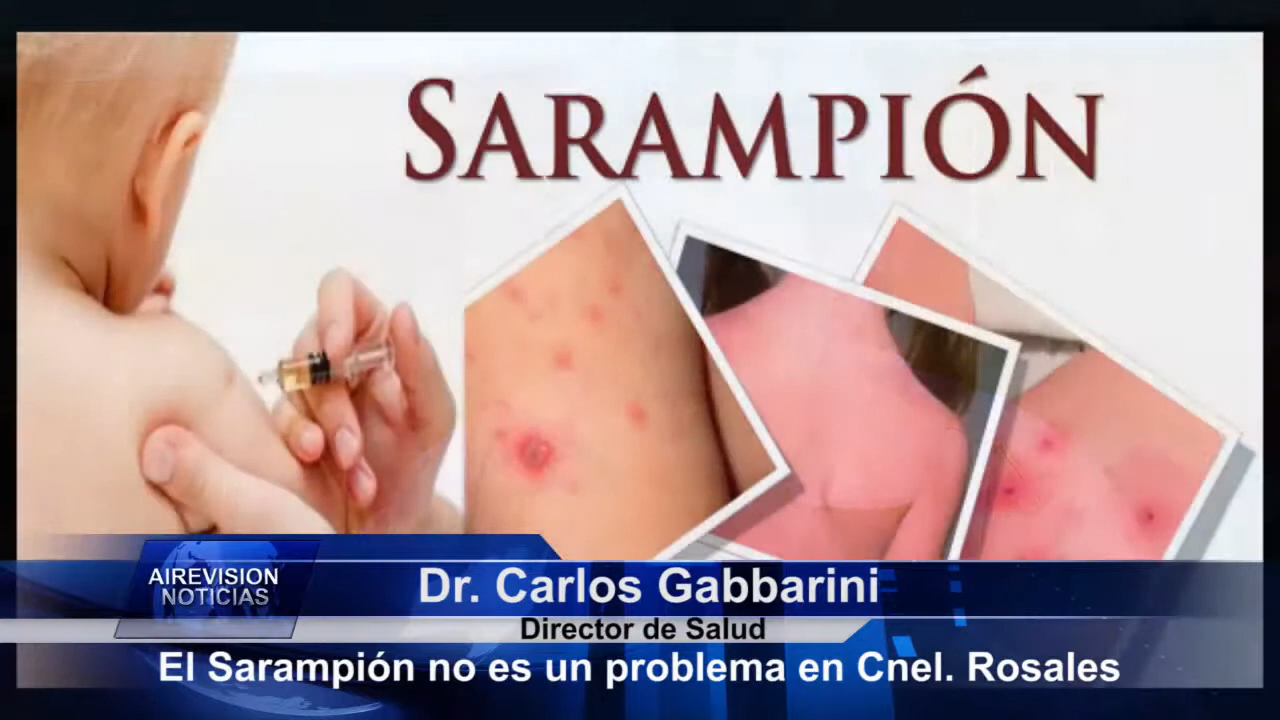 SARAMPIÓN
AIREVISION
NOTICIAS
Dr. Carlos Gabbarini
Director de Salud
El Sarampión no es un problema en Cnel. Rosales